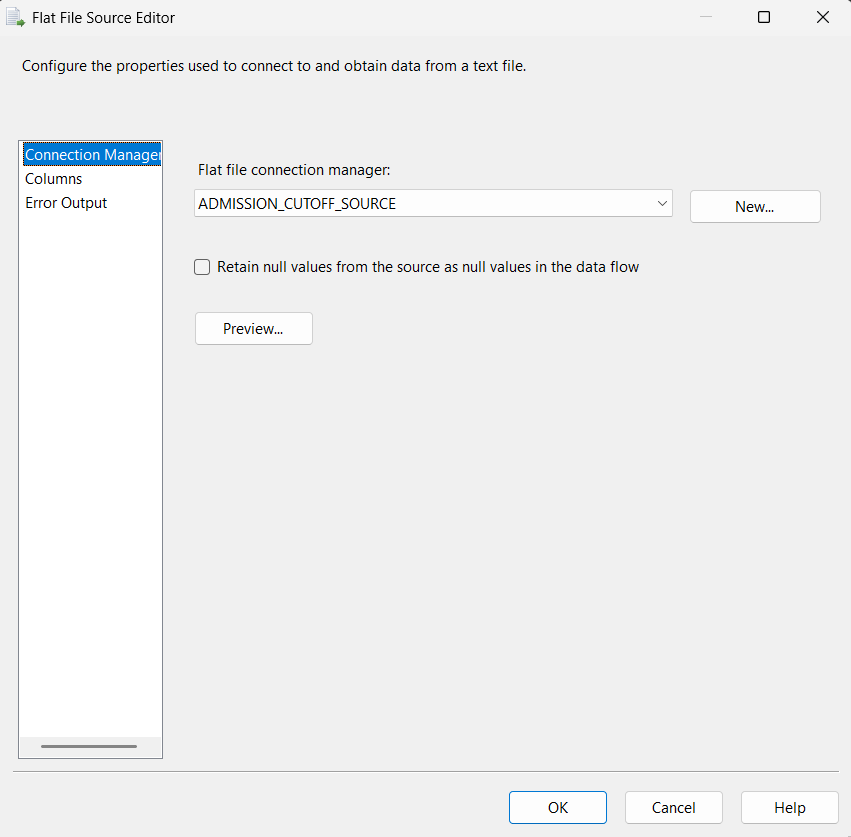 Flat File Source Editor
Configure the properties used to connect to and obtain data from a text file.
Connection Manager
Columns
Error Output
Flat file connection manager:
ADMISSION_CUTOFF_SOURCE
New...
Retain null values from the source as null values in the data flow
Preview...
OK
Cancel
Help